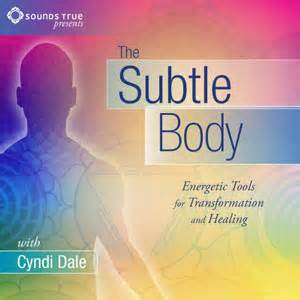 SOUNDS TRUE
presents
The
Subtle
Body
Energetic Tools
for Transformation
and Healing
with
Cyndi Dale